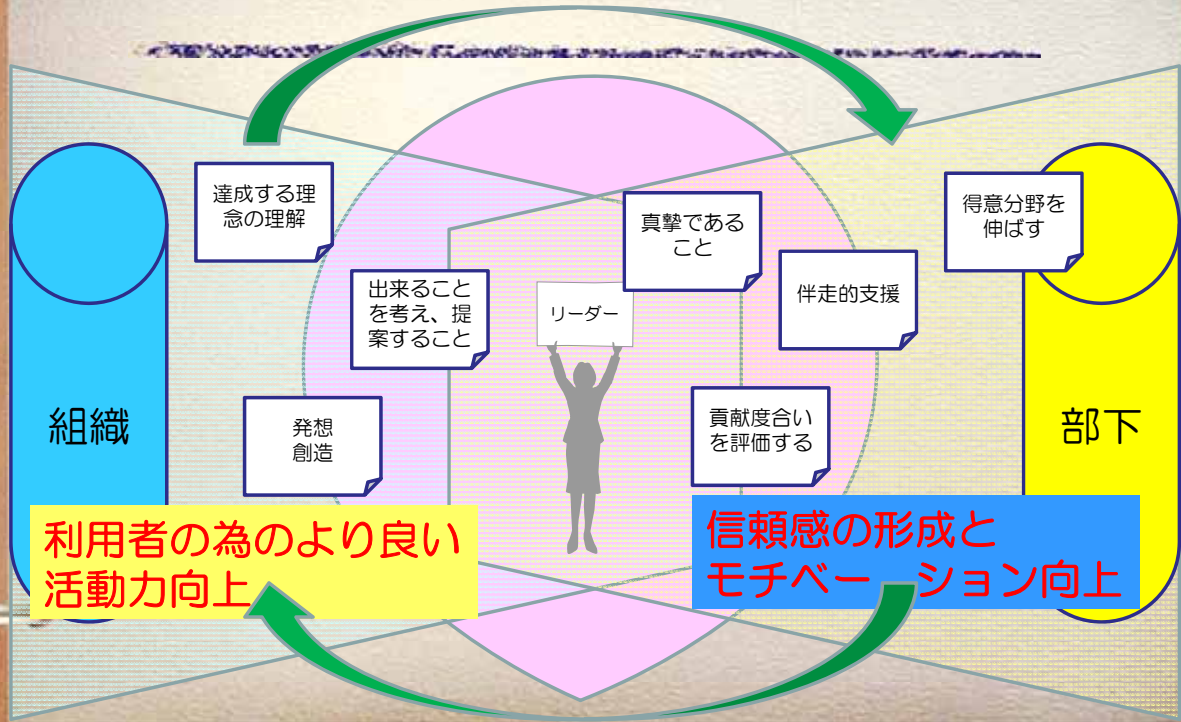 達成する理
念の理解
出来ること
を考え、提
案すること
発想
創造
組織
利用者の為のより良い
活動力向上
リーダー
真摯である
こと
伴走的支援
得意分野を
伸ばす
貢献度合い
を評価する
部下
信頼感の形成と
モチベーション向上